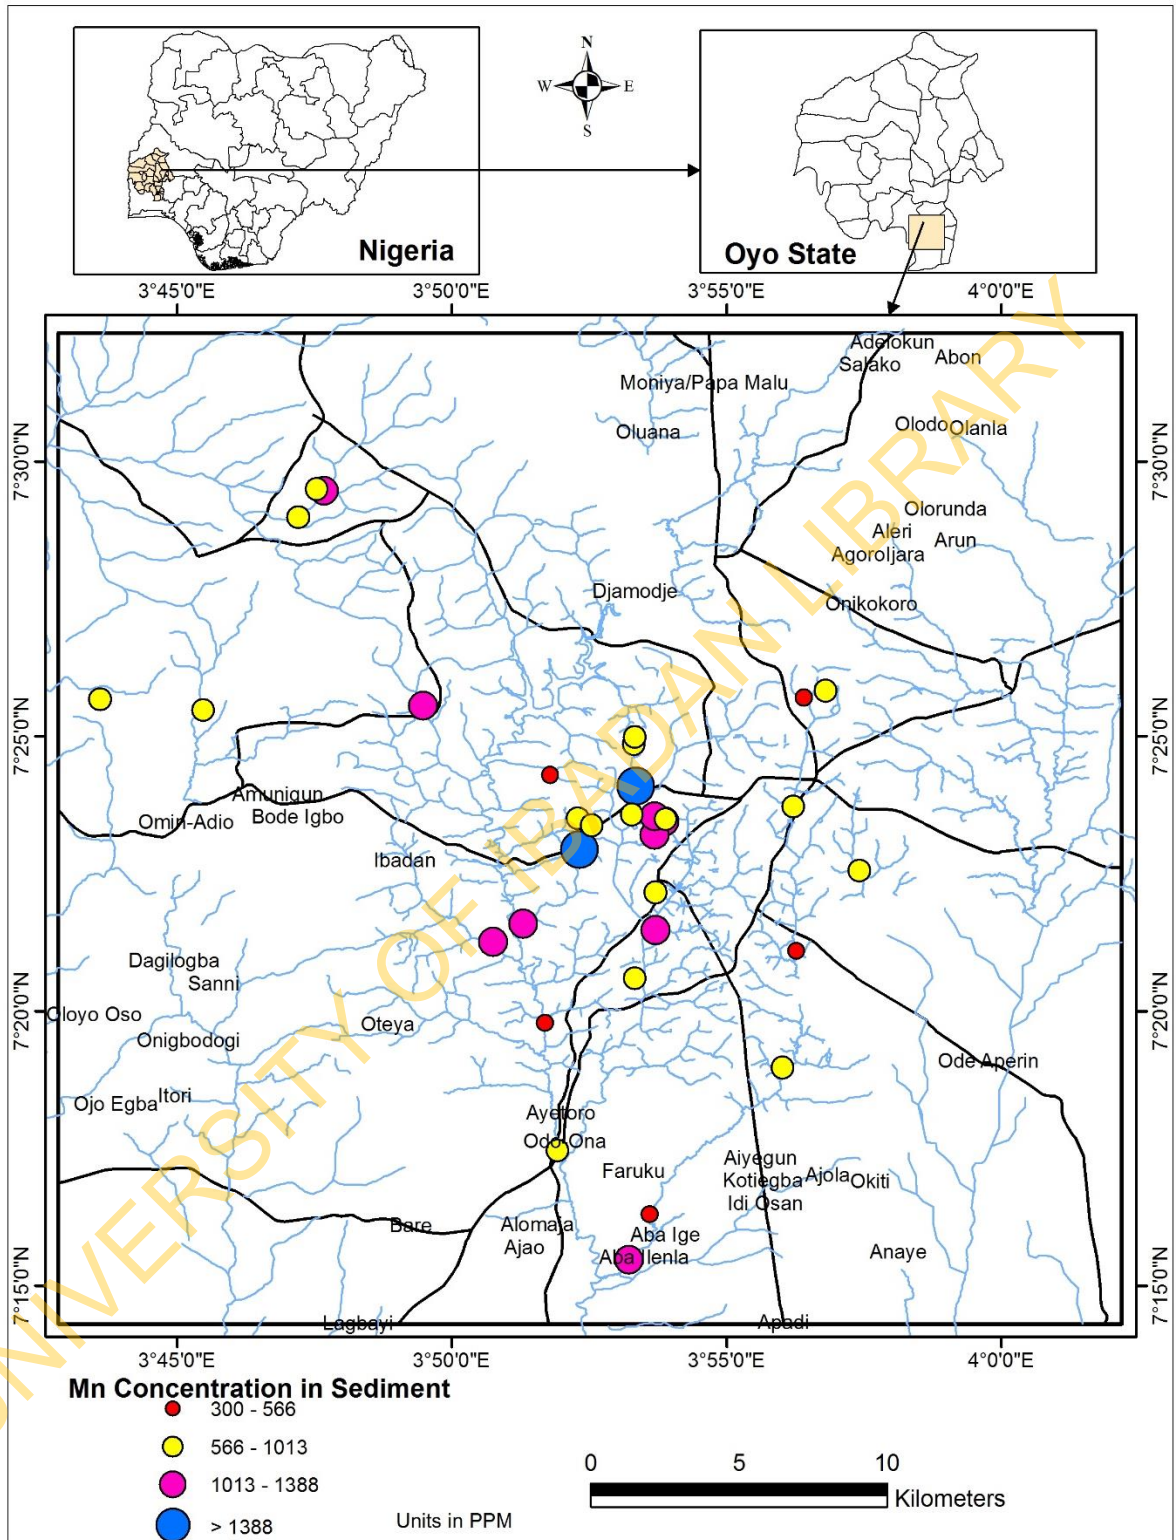 N
W E
S
Nigeria
Oyo State
3°45'0"E 3°50'0"E 3°55'0"E 4°0'0"E
Adelokun
Salako
Abon
Moniya/Papa Malu
Oluana
Olodo
Olanla
7°30'0"N
7°30'0"N
Olorunda
Aleri
Arun
Agoroljara
Djamodje
Onikokoro
7°25'0"N
7°25'0"N
Amunigun
Bode Igbo
Omin-Adio
Ibadan
Dagilogba
Sanni
7°20'0"N
Oloyo Oso
Oteya
7°20'0"N
Onigbodogi
Ode Aperin
Ojo Egba
Itori
Ayetoro
Odo-Ona
Faruku
Aiyegun
Kotiegba
Ajola
Okiti
Idi Osan
Bare
Alomaja
Ajao
Aba Ige
Aba Ilenla
Anaye
7°15'0"N
7°15'0"N
Lagbayi
Apadi
3°45'0"E 3°50'0"E 3°55'0"E 4°0'0"E
UNIVERSITY OF IBADAN LIBRARY
Mn Concentration in Sediment
300 - 566
566 - 1013
1013 - 1388
> 1388
Units in PPM
0 5 10
Kilometers